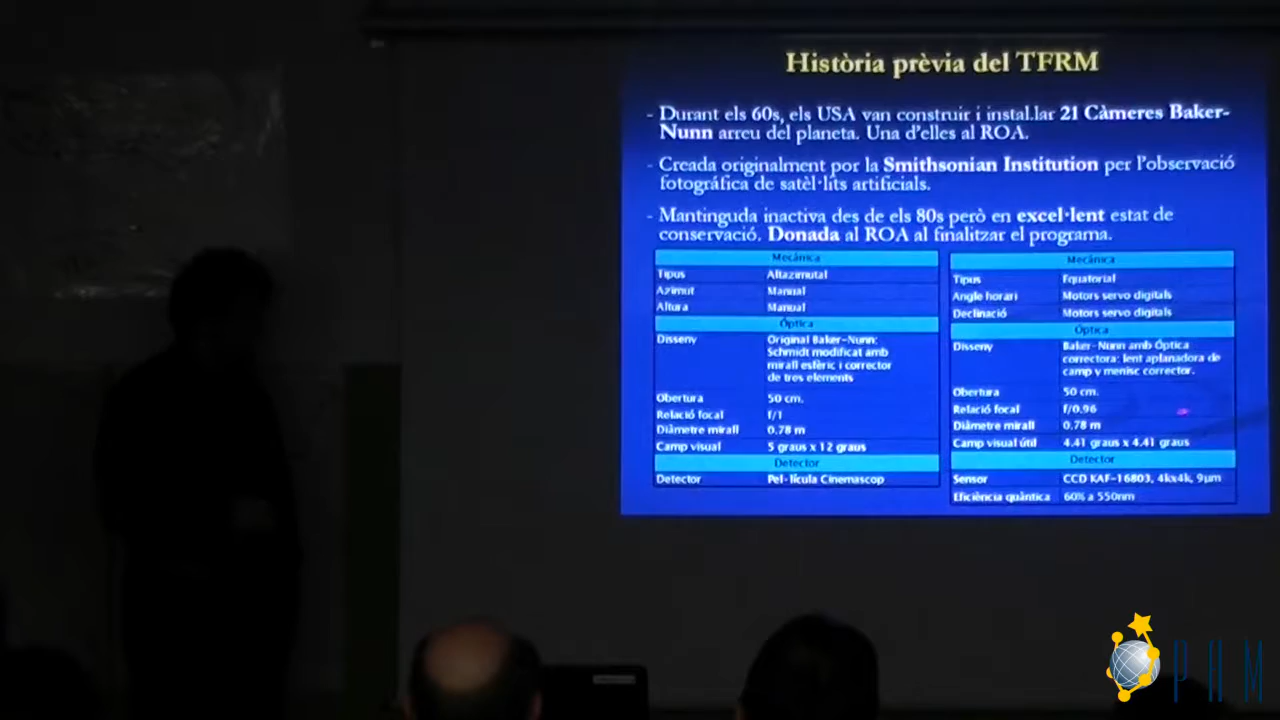 Història prèvia del TFRM
- Durant els 60s, els USA van construir i instal.lar 21 Càmeres Baker-
Nunn arreu del planeta. Una d'elles al ROA.
- Creada originalment por la Smithsonian Institution per l'observació
fotográfica de satèl·lits artificials.
- Mantinguda inactiva des de els 80s però en excel·lent estat de
conservació. Donada al ROA al finalitzar el programa.
Mecánica
Tipus Altazimutal
Azimut Manual
Altura Manual
Óptica
Disseny Original Baker-Nunn:
Schmidt modificat amb
mirall esfèric i corrector
de tres elements
Obertura 50 cm.
Relació focal f/1
Diàmetre mirall 0.78 m
Camp visual 5 graus x 12 graus
Detector
Detector Pel·lícula Cinemascop
Mecánica
Tipus Equatorial
Angle horari Motors servo digitals
Declinació Motors servo digitals
Óptica
Disseny Baker-Nunn amb Óptica
correctora: lent aplanadora de
camp y menisc corrector.
Obertura 50 cm.
Relació focal f/0.96
Diàmetre mirall 0.78 m
Camp visual útil 4.41 graus x 4.41 graus
Detector
Sensor CCD KAF-16803, 4kx4k, 9µm
Eficiència quàntica 60% a 550nm
PAM